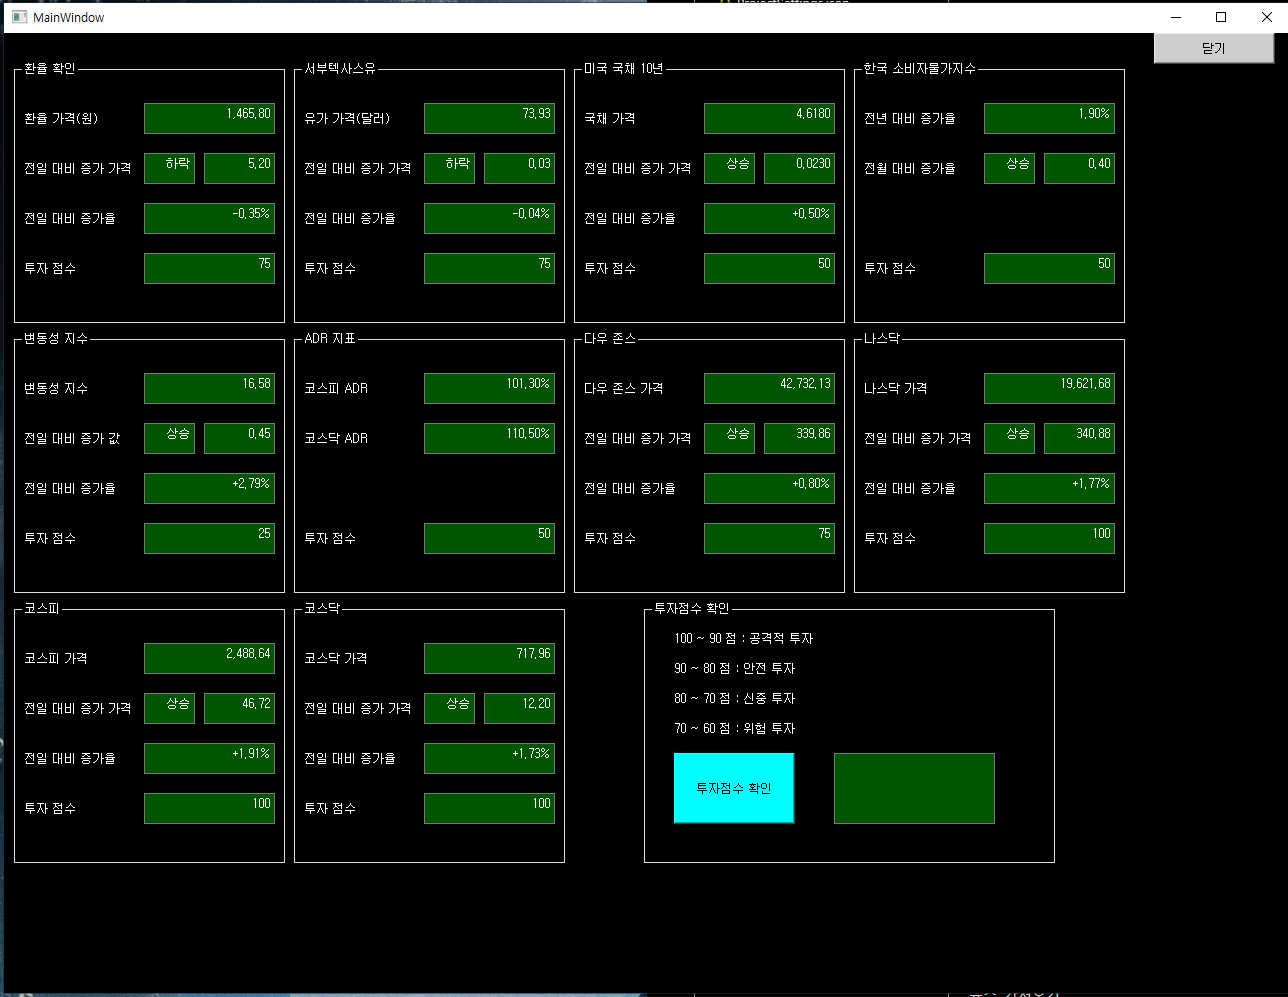 MainWindow
닫기
환율 확인
환율 가격(원) 1,465,80
전일 대비 증가 가격 하락 5,20
전일 대비 증가율 -0,35%
투자 점수 75
서부텍사스유
유가 가격(달러) 73,93
전일 대비 증가 가격 하락 0,03
전일 대비 증가율 -0,04%
투자 점수 75
미국 국채 10년
국채 가격 4,6180
전일 대비 증가 가격 상승 0,0230
전일 대비 증가율 +0,50%
투자 점수 50
한국 소비자물가지수
전년 대비 증가율 1,90%
전월 대비 증가율 상승 0,40
투자 점수 50
변동성 지수
변동성 지수 16,58
전일 대비 증가 값 상승 0,45
전일 대비 증가율 +2,79%
투자 점수 25
ADR 지표
코스피 ADR 101,30%
코스닥 ADR 110,50%
투자 점수 50
다우 존스
다우 존스 가격 42,732,13
전일 대비 증가 가격 상승 339,86
전일 대비 증가율 +0,80%
투자 점수 75
나스닥
나스닥 가격 19,621,68
전일 대비 증가 가격 상승 340,88
전일 대비 증가율 +1,77%
투자 점수 100
코스피
코스피 가격 2,488,64
전일 대비 증가 가격 상승 46,72
전일 대비 증가율 +1,91%
투자 점수 100
코스닥
코스닥 가격 717,96
전일 대비 증가 가격 상승 12,20
전일 대비 증가율 +1,73%
투자 점수 100
투자점수 확인
100 ~ 90 점 : 공격적 투자
90 ~ 80 점 : 안전 투자
80 ~ 70 점 : 신중 투자
70 ~ 60 점 : 위험 투자
투자점수 확인